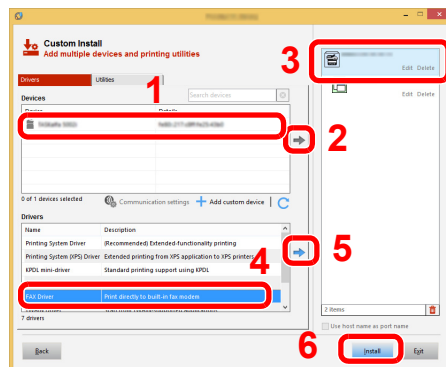 Custom Install
Add multiple devices and printing utilities
3
Edit Delete
Drivers Utilities
1
Edit Delete
Devices
Search devices
Device Details
2
0 of 1 devices selected
Communication settings
Add custom device
Drivers
Name Description
Printing System Driver (Recommended) Extended-functionality printing
Printing System (XPS) Driver Extended printing from XPS application to XPS printers
5
KPDL mini-driver Standard printing support using KPDL
4
FAX Driver Print directly to built-in fax modem
7 drivers
2 items
Use host name as port name
6
Back
Install
Exit